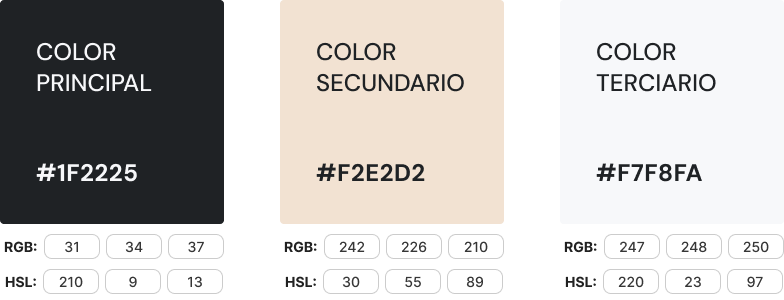 COLOR
PRINCIPAL
#1F2225
RGB: 31 34 37
HSL: 210 9 13
COLOR
SECUNDARIO
#F2E2D2
RGB: 242 226 210
HSL: 30 55 89
COLOR
TERCIARIO
#F7F8FA
RGB: 247 248 250
HSL: 220 23 97